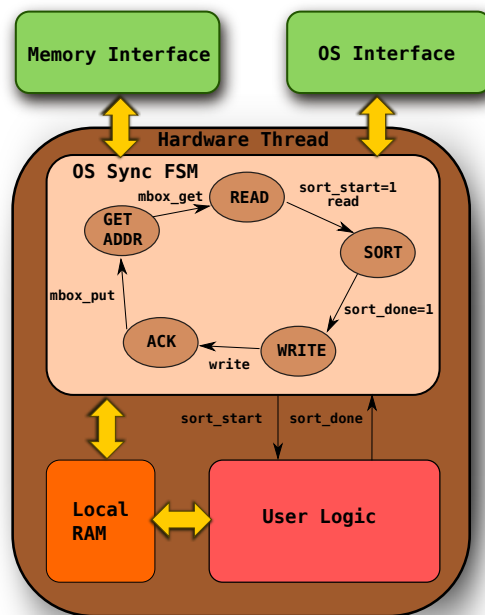 Memory Interface
OS Interface
Hardware Thread
OS Sync FSM
mbox_get
READ
sort_start=1
read
GET
ADDR
SORT
mbox_put
sort_done=1
ACK
WRITE
write
sort_start
sort_done
Local
RAM
User Logic